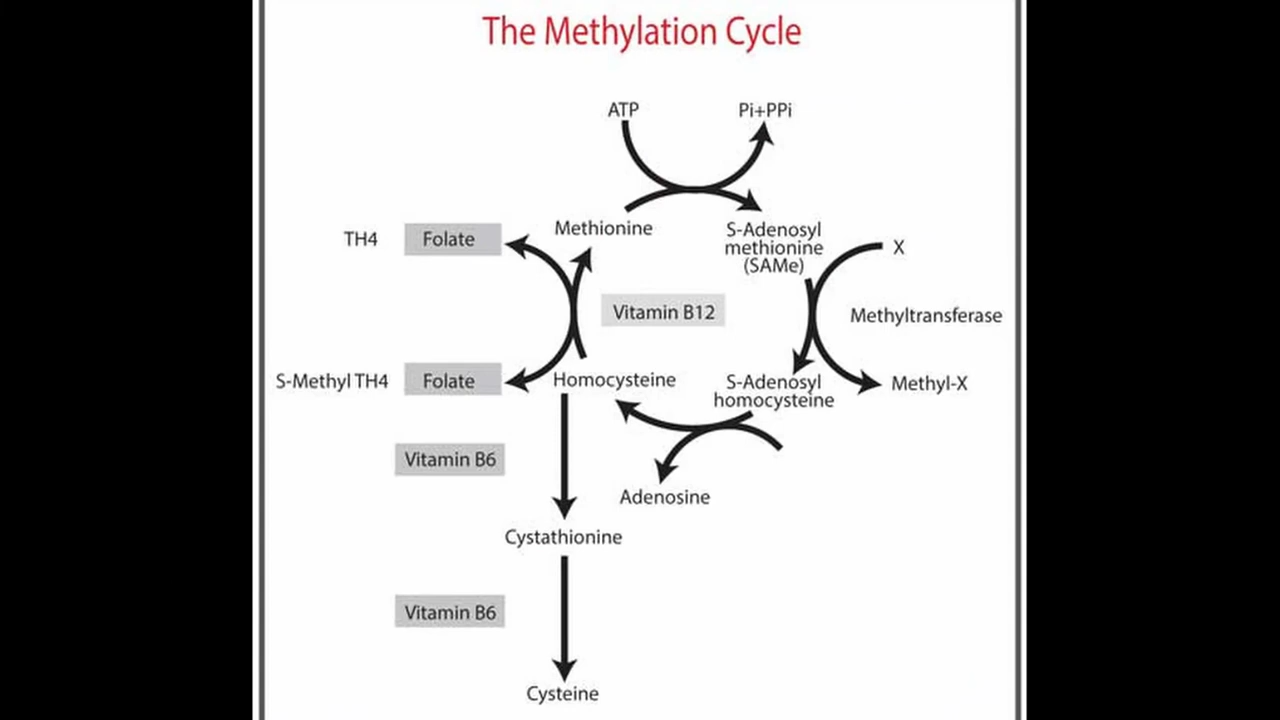 The Methylation Cycle
ATP
Pi+PPi
Methionine
S-Adenosyl
methionine
(SAMe)
TH4
Folate
X
Vitamin B12
Methyltransferase
S-Methyl TH4
Folate
Homocysteine
S-Adenosyl
homocysteine
Methyl-X
Vitamin B6
Adenosine
Cystathionine
Vitamin B6
Cysteine